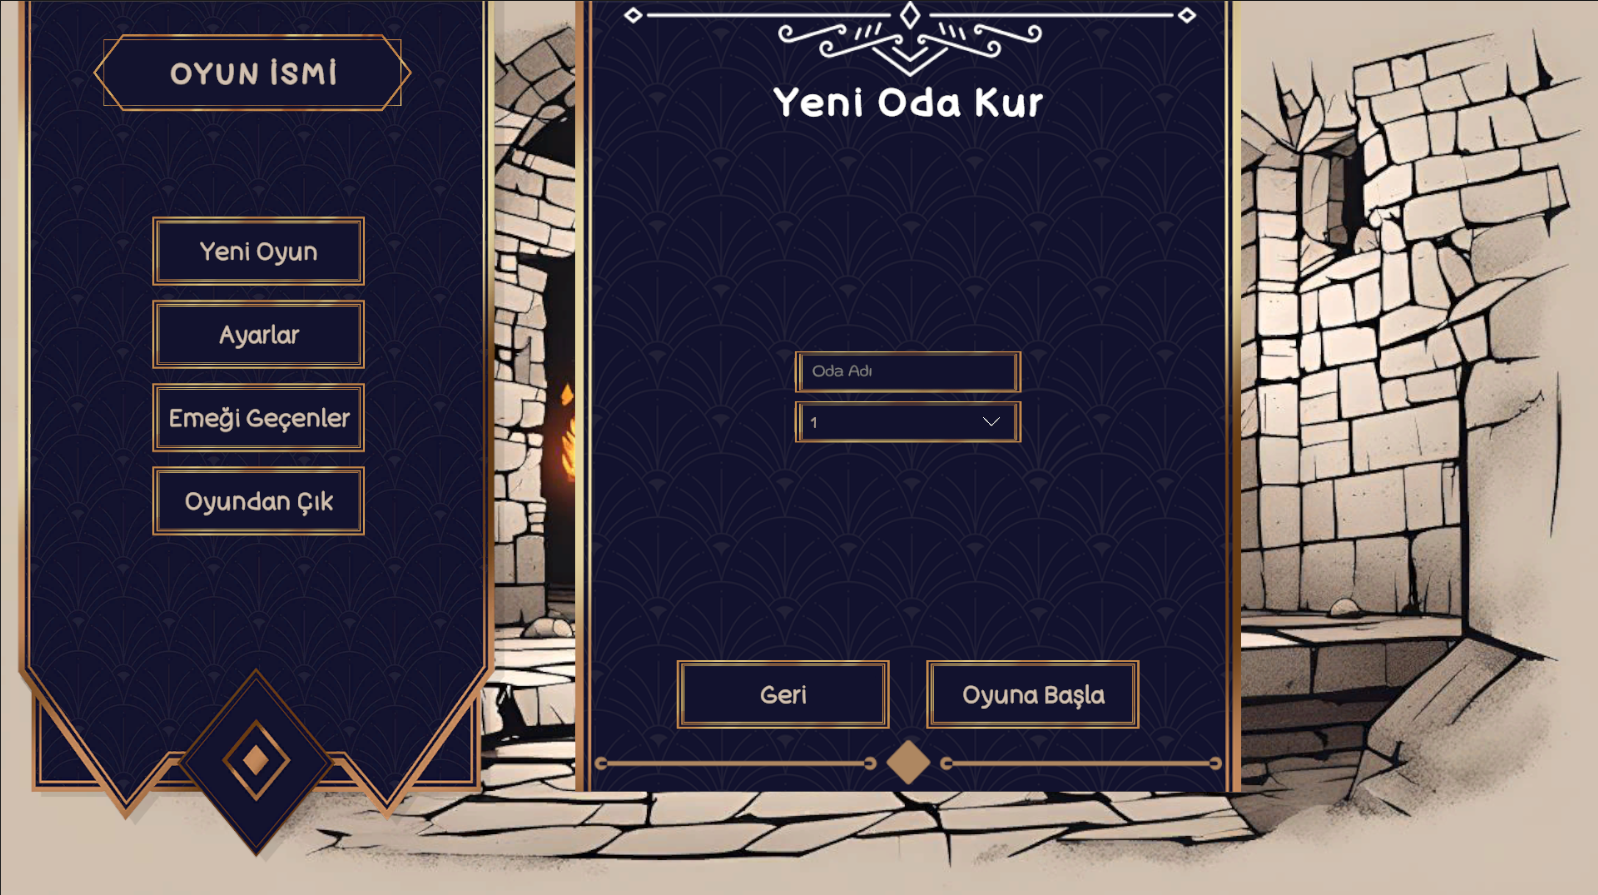 OYUN İSMİ
Yeni Oyun
Ayarlar
Emeği Geçenler
Oyundan Çık
Yeni Oda Kur
Oda Adı
1
Geri
Oyuna Başla